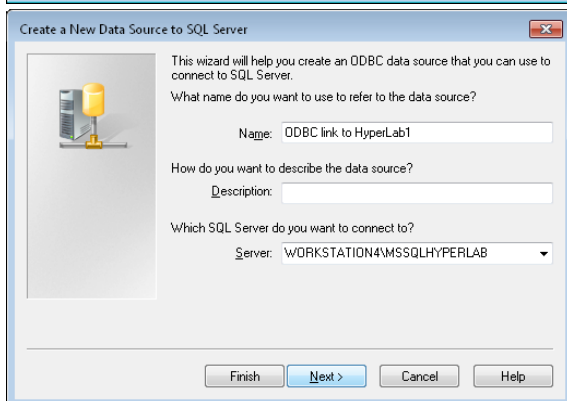 Create a New Data Source to SQL Server
This wizard will help you create an ODBC data source that you can use to
connect to SQL Server.
What name do you want to use to refer to the data source?
Name: ODBC link to HyperLab1
How do you want to describe the data source?
Description:
Which SQL Server do you want to connect to?
Server: WORKSTATION4\MSSQLHYPERLAB
Finish Next > Cancel Help